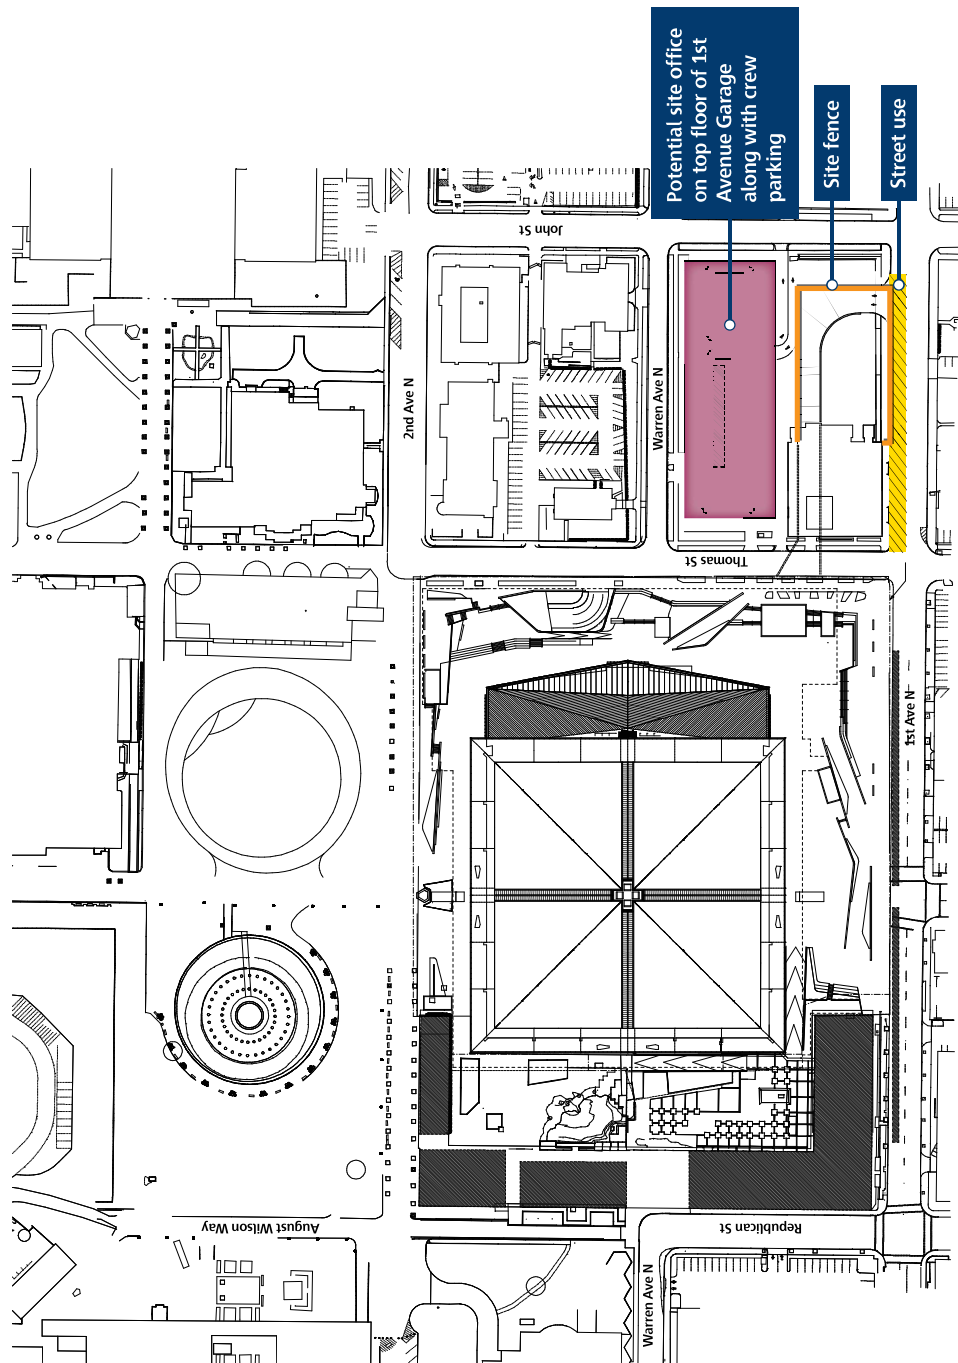 Potential site office
on top floor of 1st
Avenue Garage
along with crew
parking
Site fence
Street use
John St
2nd Ave N
Warren Ave N
Thomas St
1st Ave N
August Wilson Way
Republican St
Warren Ave N